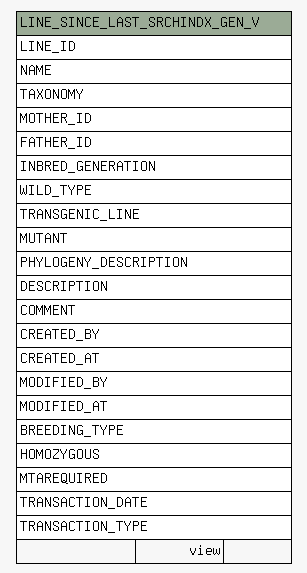 LINE_SINCE_LAST_SRCHINDX_GEN_V
LINE_ID
NAME
TAXONOMY
MOTHER_ID
FATHER_ID
INBRED_GENERATION
WILD_TYPE
TRANSGENIC_LINE
MUTANT
PHYLOGENY_DESCRIPTION
DESCRIPTION
COMMENT
CREATED_BY
CREATED_AT
MODIFIED_BY
MODIFIED_AT
BREEDING_TYPE
HOMOZYGOUS
MTAREQUIRED
TRANSACTION_DATE
TRANSACTION_TYPE
view